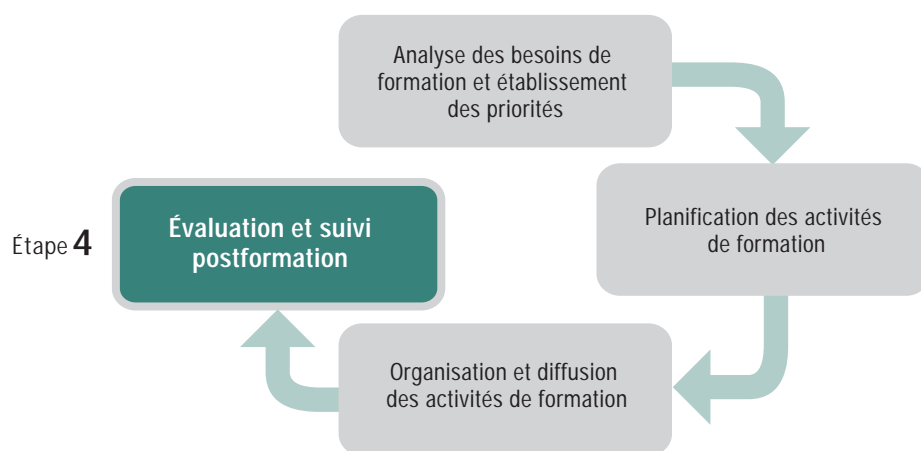 Analyse des besoins de
formation et établissement
des priorités
Planification des activités
de formation
Étape 4
Évaluation et suivi
postformation
Organisation et diffusion
des activités de formation